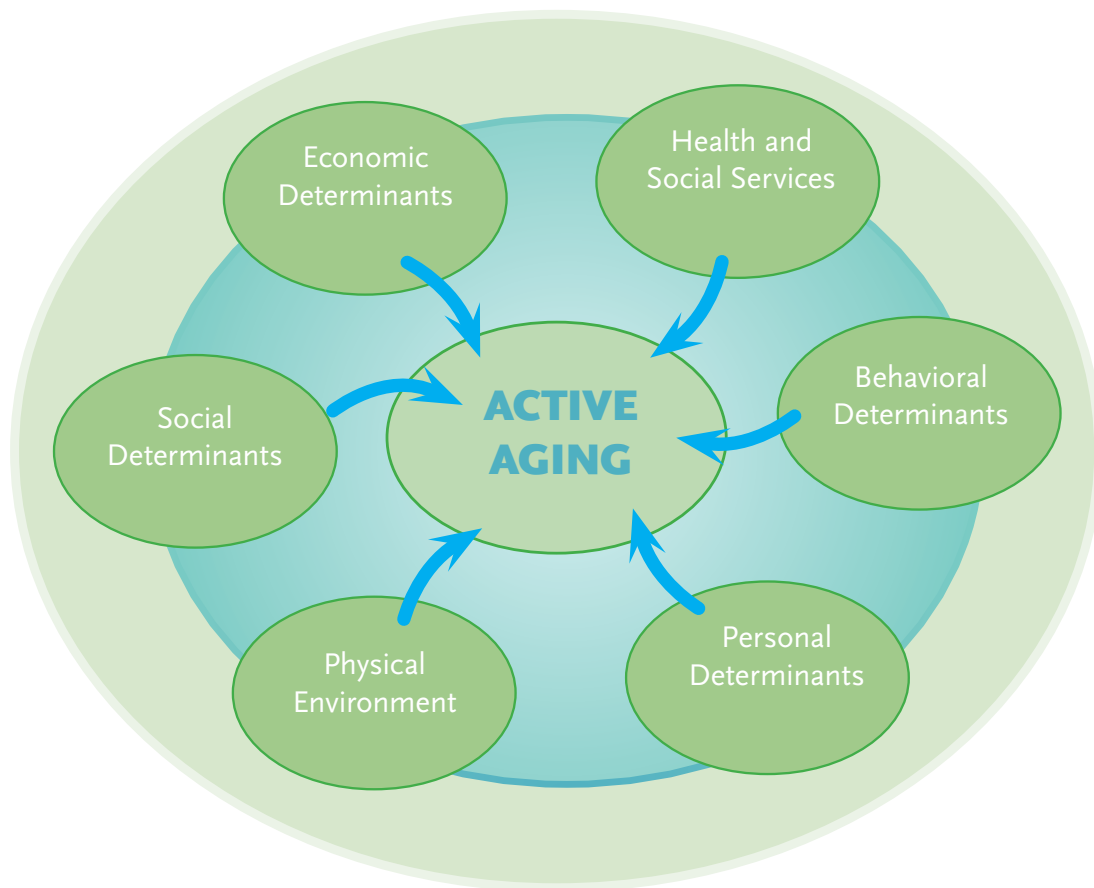 Economic
Determinants
Health and
Social Services
Behavioral
Determinants
Social
Determinants
ACTIVE
AGING
Physical
Environment
Personal
Determinants